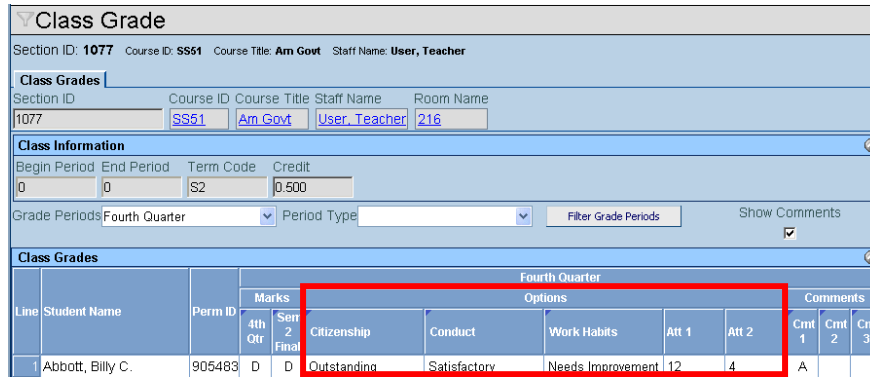 Class Grade
Section ID: 1077 Course ID: SS51 Course Title: Am Govt Staff Name: User, Teacher
Class Grades
Section ID Course ID Course Title Staff Name Room Name
1077 SS51 Am Govt User, Teacher 216
Class Information
Begin Period End Period Term Code Credit
0 0 S2 0.500
Grade Periods Fourth Quarter Period Type Filter Grade Periods Show Comments
Class Grades
Fourth Quarter
Marks Options Comments
Line Student Name Perm ID 4th Qtr Sem 2 Final Citizenship Conduct Work Habits Att 1 Att 2 Cmt 1 Cmt 2 3
1 Abbott, Billy C. 905483 D D Outstanding Satisfactory Needs Improvement 12 4 A